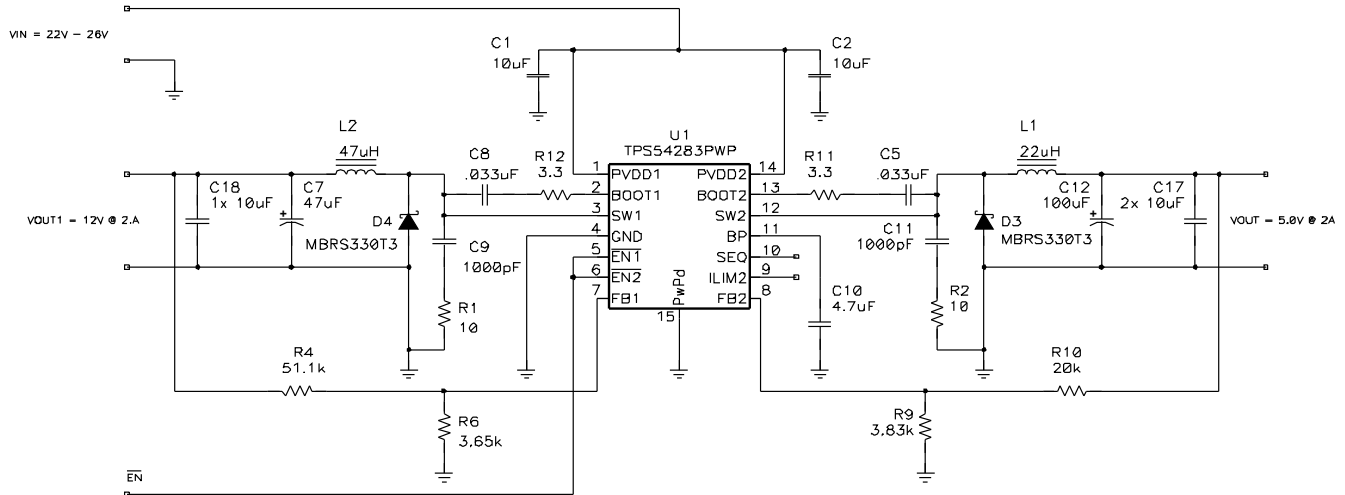 VIN = 22V - 26V
C1
10uF
C2
10uF
L2
47uH
C8
.033uF
R12
3.3
U1
TPS54283PWP
R11
3.3
C5
.033uF
L1
22uH
C18
1x 10uF
C7
47uF
VOUT1 = 12V @ 2.A
D4
MBRS330T3
C9
1000pF
R1
10
1 PVDD1
2 BOOT1
3 SW1
4 GND
5 EN1
6 EN2
7 FB1
PVDD2 14
BOOT2 13
SW2 12
BP 11
SEQ 10
ILIM2 9
FB2 8
PwPd
15
C10
4.7uF
C11
1000pF
R2
10
D3
MBRS330T3
C12
100uF
C17
2x 10uF
VOUT = 5.0V @ 2A
R4
51.1k
R6
3,65k
R10
20k
R9
3,83k
EN